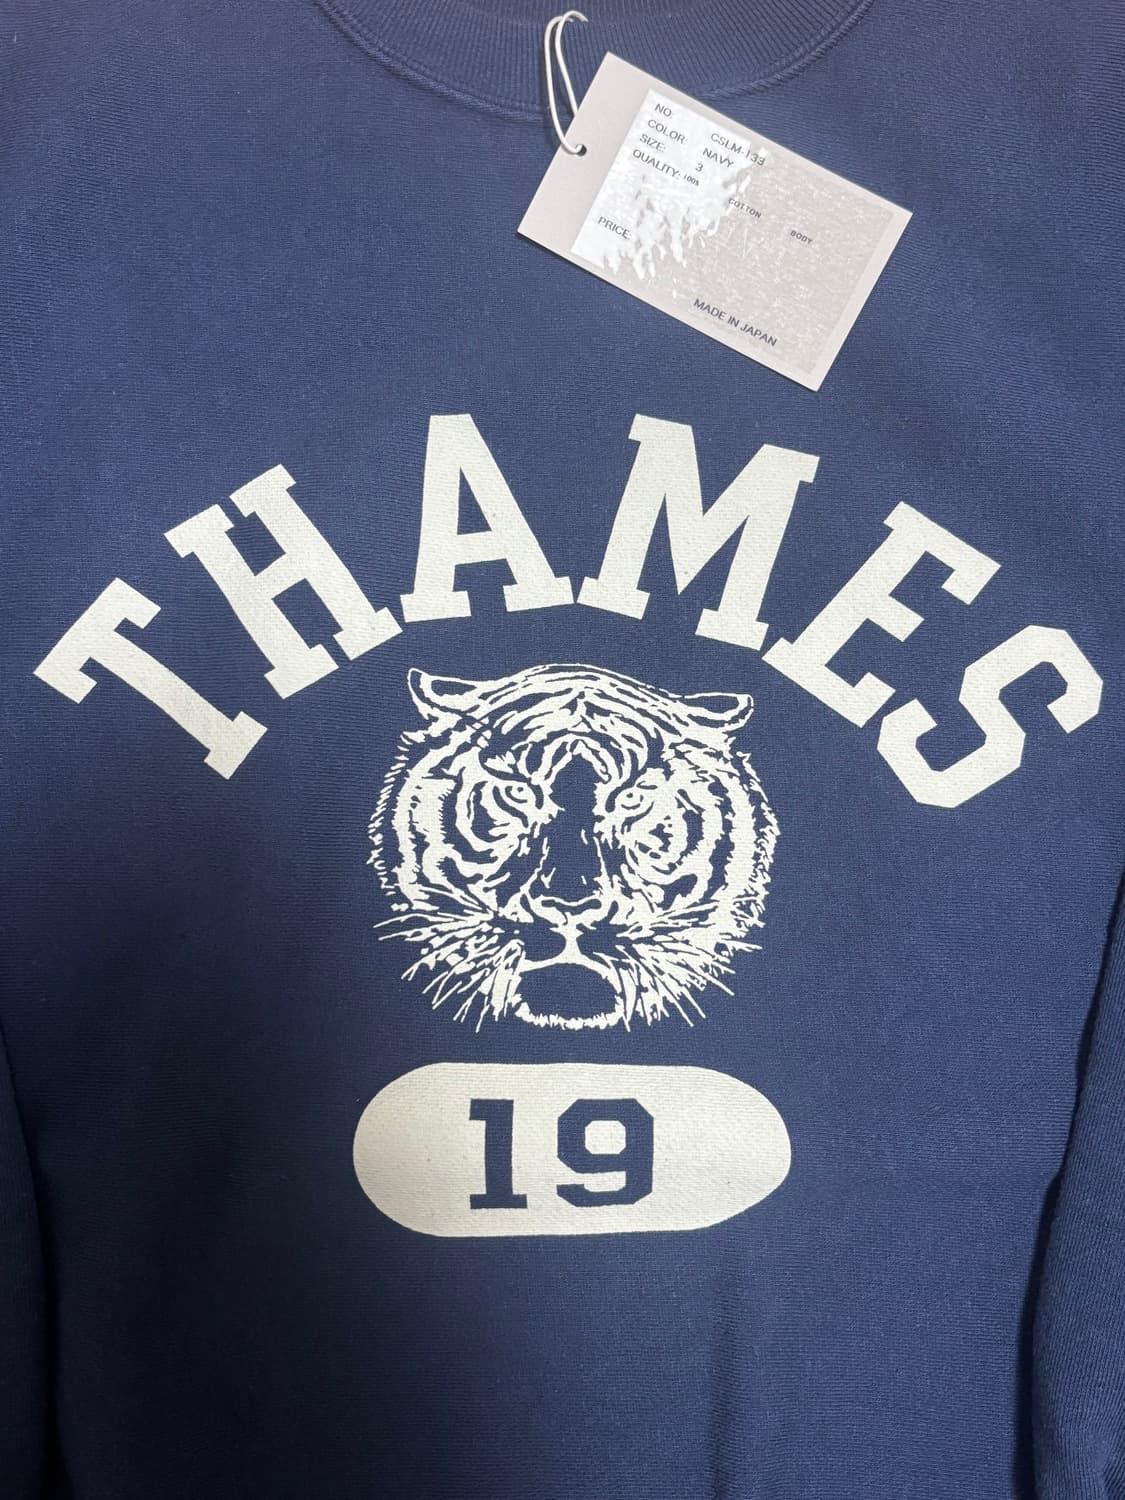 NO: CSLM-133
COLOR: NAVY
SIZE: 3
QUALITY: 100% COTTON BODY
PRICE:
MADE IN JAPAN
THAMES
19